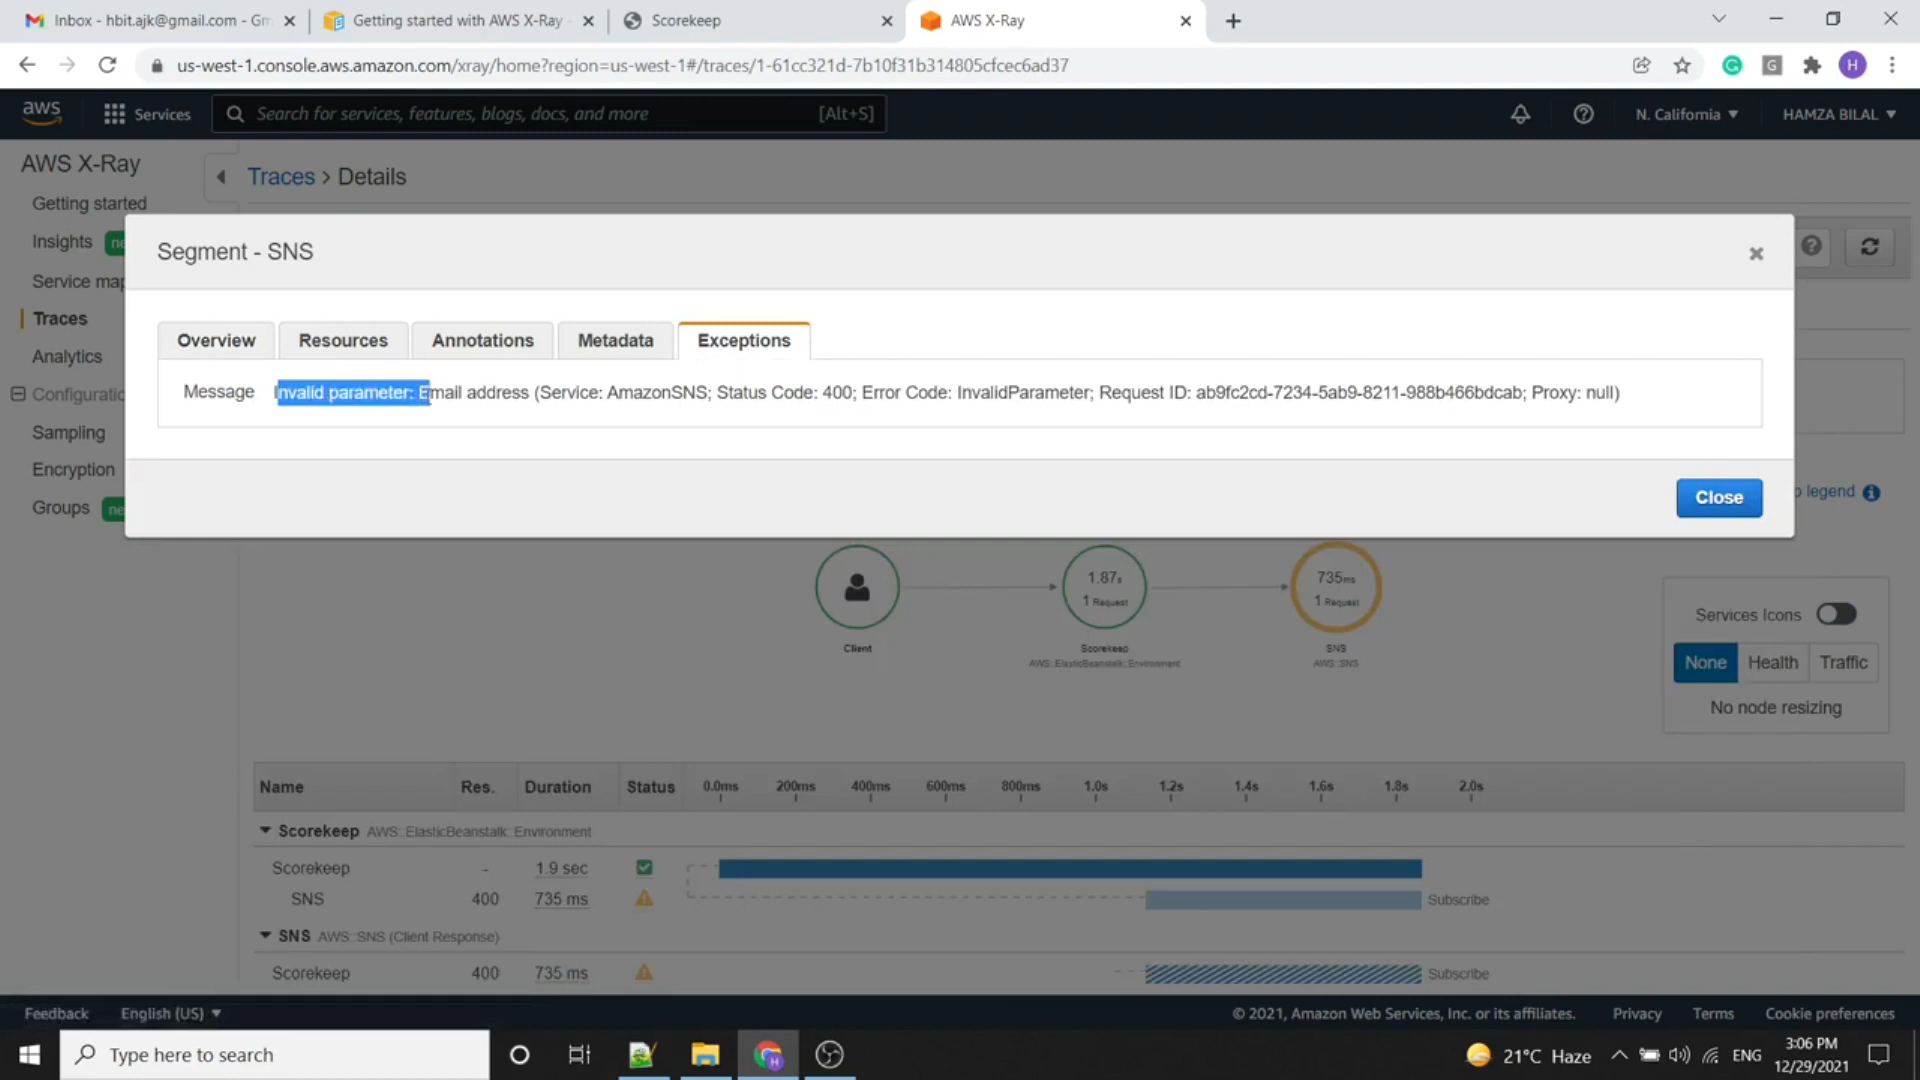 Inbox - hbit.ajk@gmail.com - Gm
Getting started with AWS X-Ray
Scorekeep
AWS X-Ray
us-west-1.console.aws.amazon.com/xray/home?region=us-west-1#/traces/1-61cc321d-7b10f31b314805cfcec6ad37
G
H
aws
Services
Search for services, features, blogs, docs, and more
[Alt+S]
N. California
HAMZA BILAL
AWS X-Ray
Traces > Details
Getting started
Insights ne
Service map
Traces
Analytics
Configuratio
Sampling
Encryption
Groups ne
Segment - SNS
Overview
Resources
Annotations
Metadata
Exceptions
Message
Invalid parameter: Email address (Service: AmazonSNS; Status Code: 400; Error Code: InvalidParameter; Request ID: ab9fc2cd-7234-5ab9-8211-988b466bdcab; Proxy: null)
Close
legend
Client
1.87s
1 Request
Scorekeep
AWS::ElasticBeanstalk::Environment
735ms
1 Request
SNS
AWS::SNS
Services Icons
None
Health
Traffic
No node resizing
Name Res. Duration Status 0.0ms 200ms 400ms 600ms 800ms 1.0s 1.2s 1.4s 1.6s 1.8s 2.0s
Scorekeep AWS::ElasticBeanstalk::Environment
Scorekeep - 1.9 sec
SNS 400 735 ms Subscribe
SNS AWS::SNS (Client Response)
Scorekeep 400 735 ms Subscribe
Feedback
English (US)
© 2021, Amazon Web Services, Inc. or its affiliates.
Privacy
Terms
Cookie preferences
Type here to search
21°C Haze
ENG
3:06 PM
12/29/2021